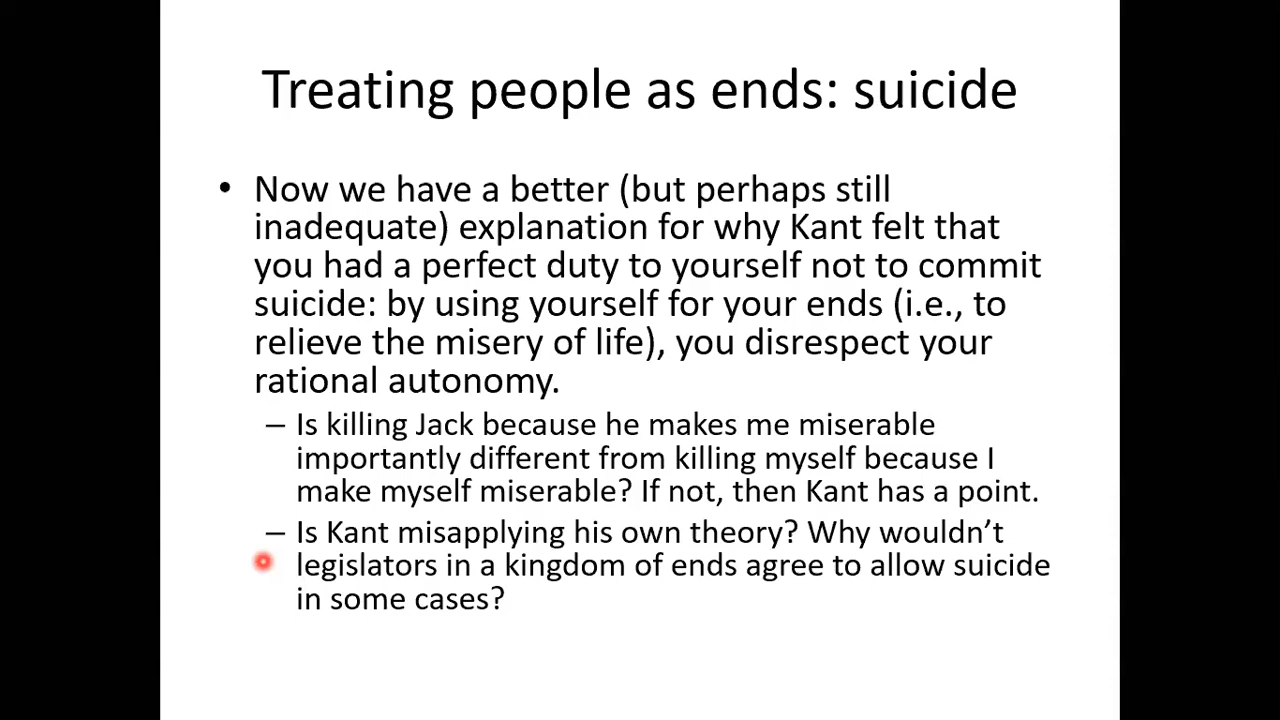 Treating people as ends: suicide
• Now we have a better (but perhaps still
inadequate) explanation for why Kant felt that
you had a perfect duty to yourself not to commit
suicide: by using yourself for your ends (i.e., to
relieve the misery of life), you disrespect your
rational autonomy.
– Is killing Jack because he makes me miserable
importantly different from killing myself because I
make myself miserable? If not, then Kant has a point.
– Is Kant misapplying his own theory? Why wouldn’t
legislators in a kingdom of ends agree to allow suicide
in some cases?